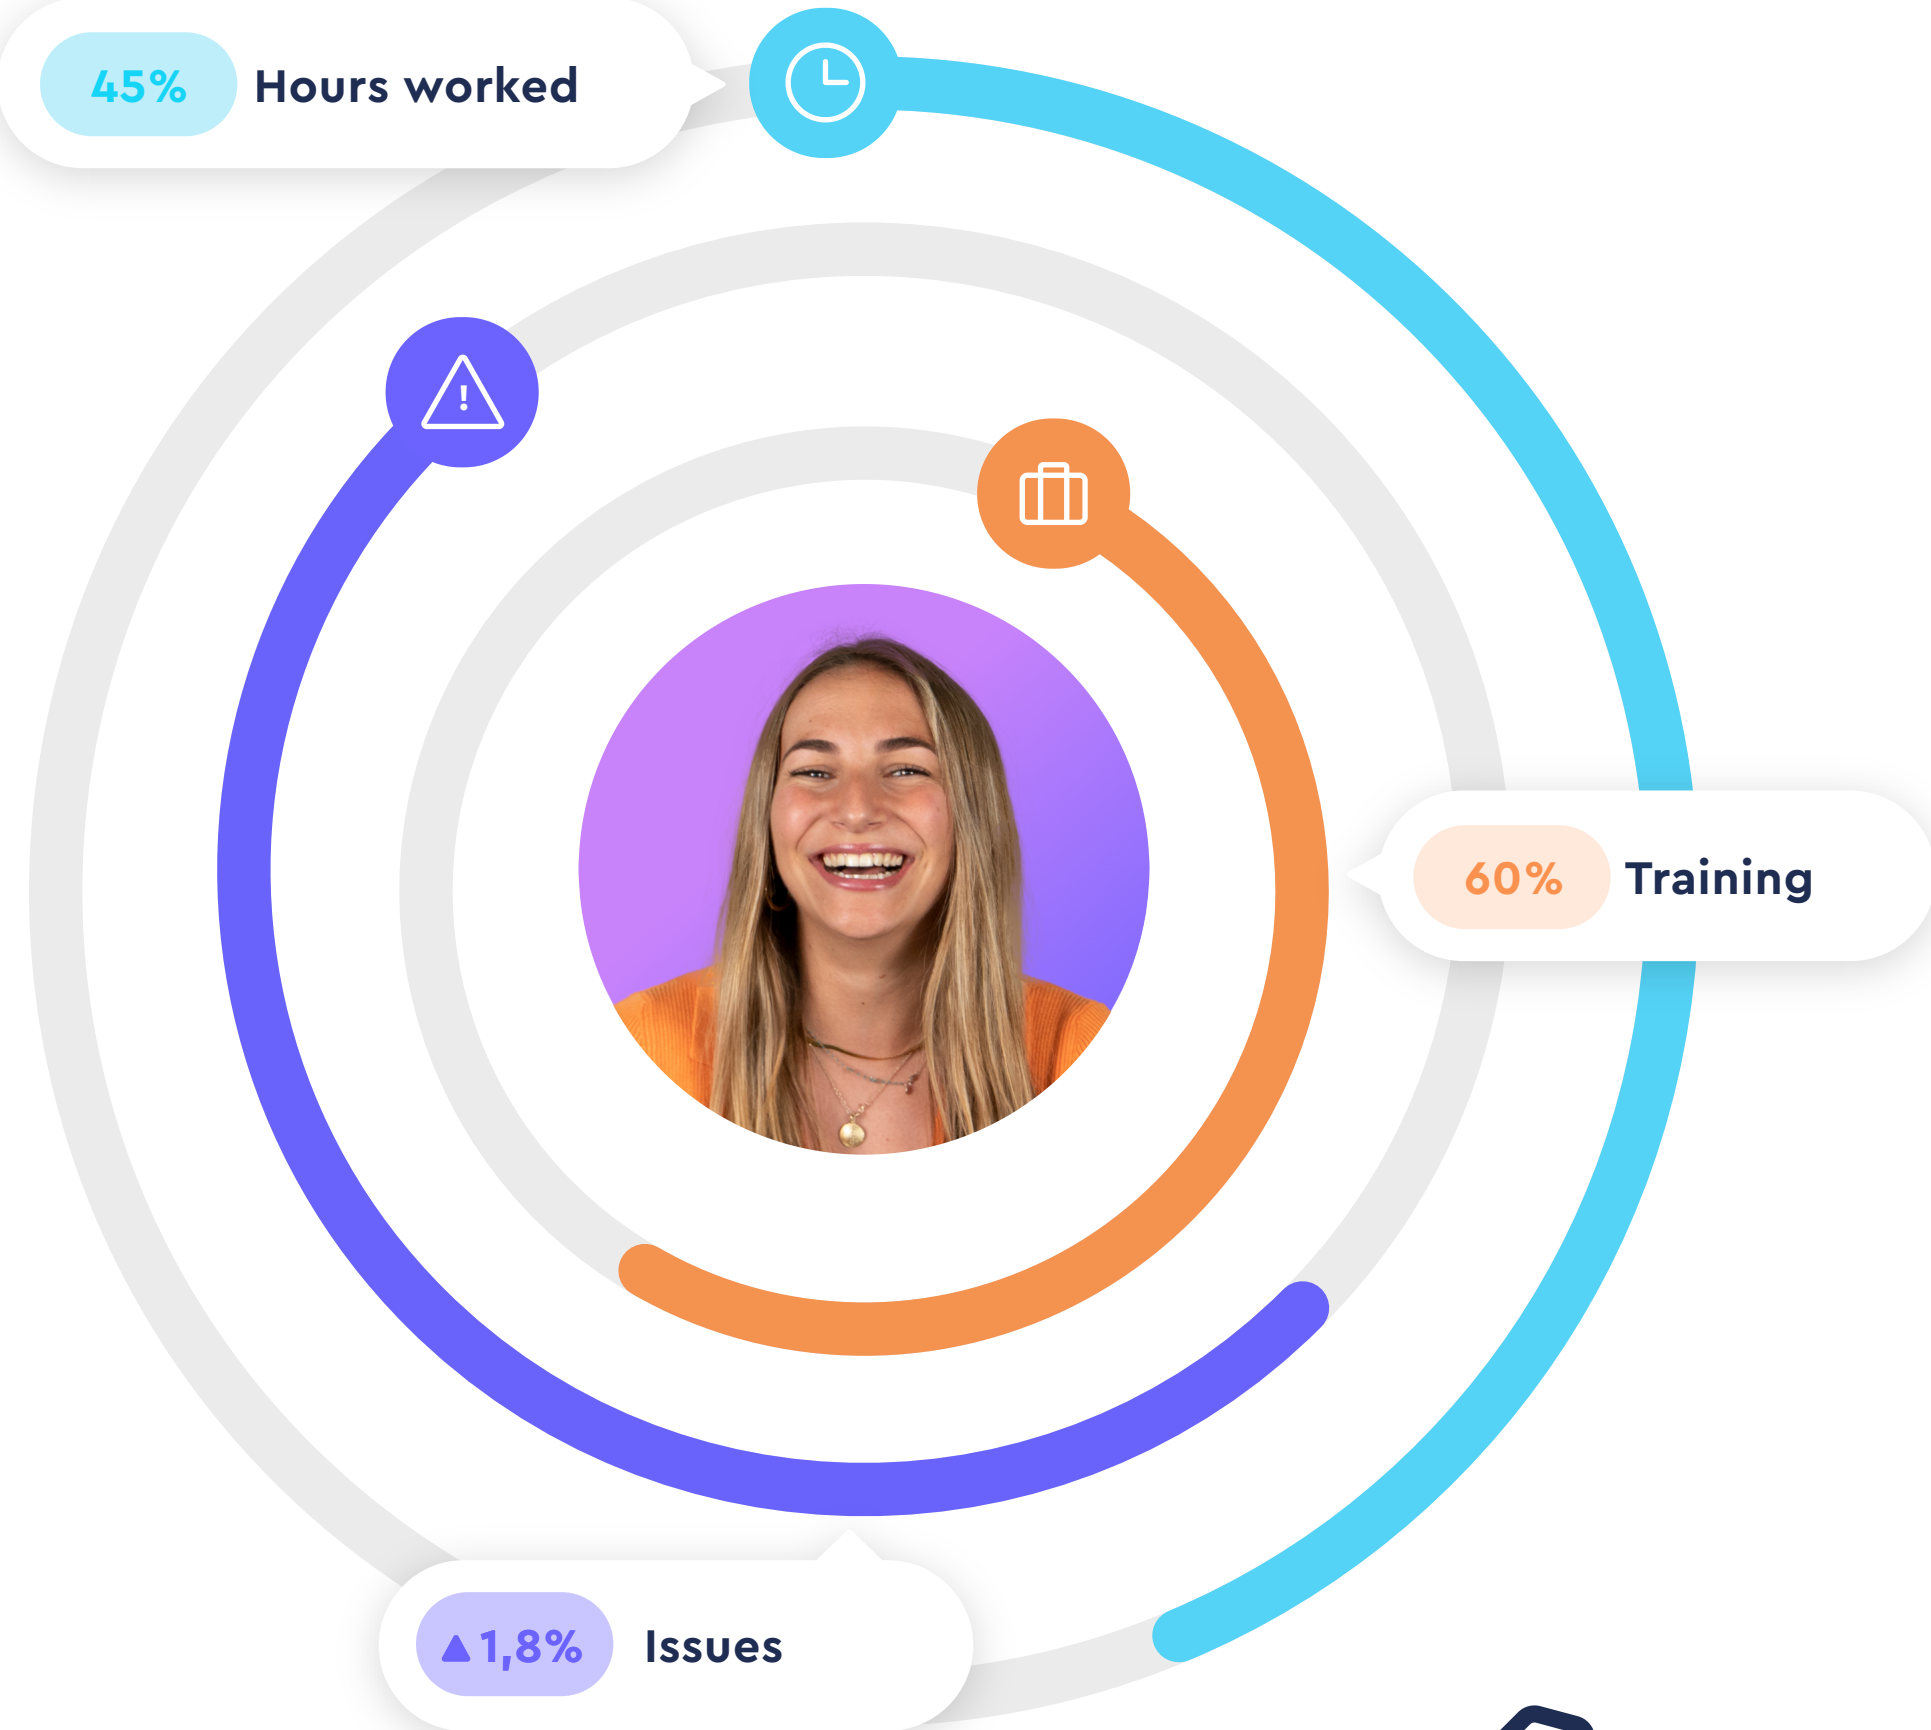 45% Hours worked
60% Training
▲1,8% Issues